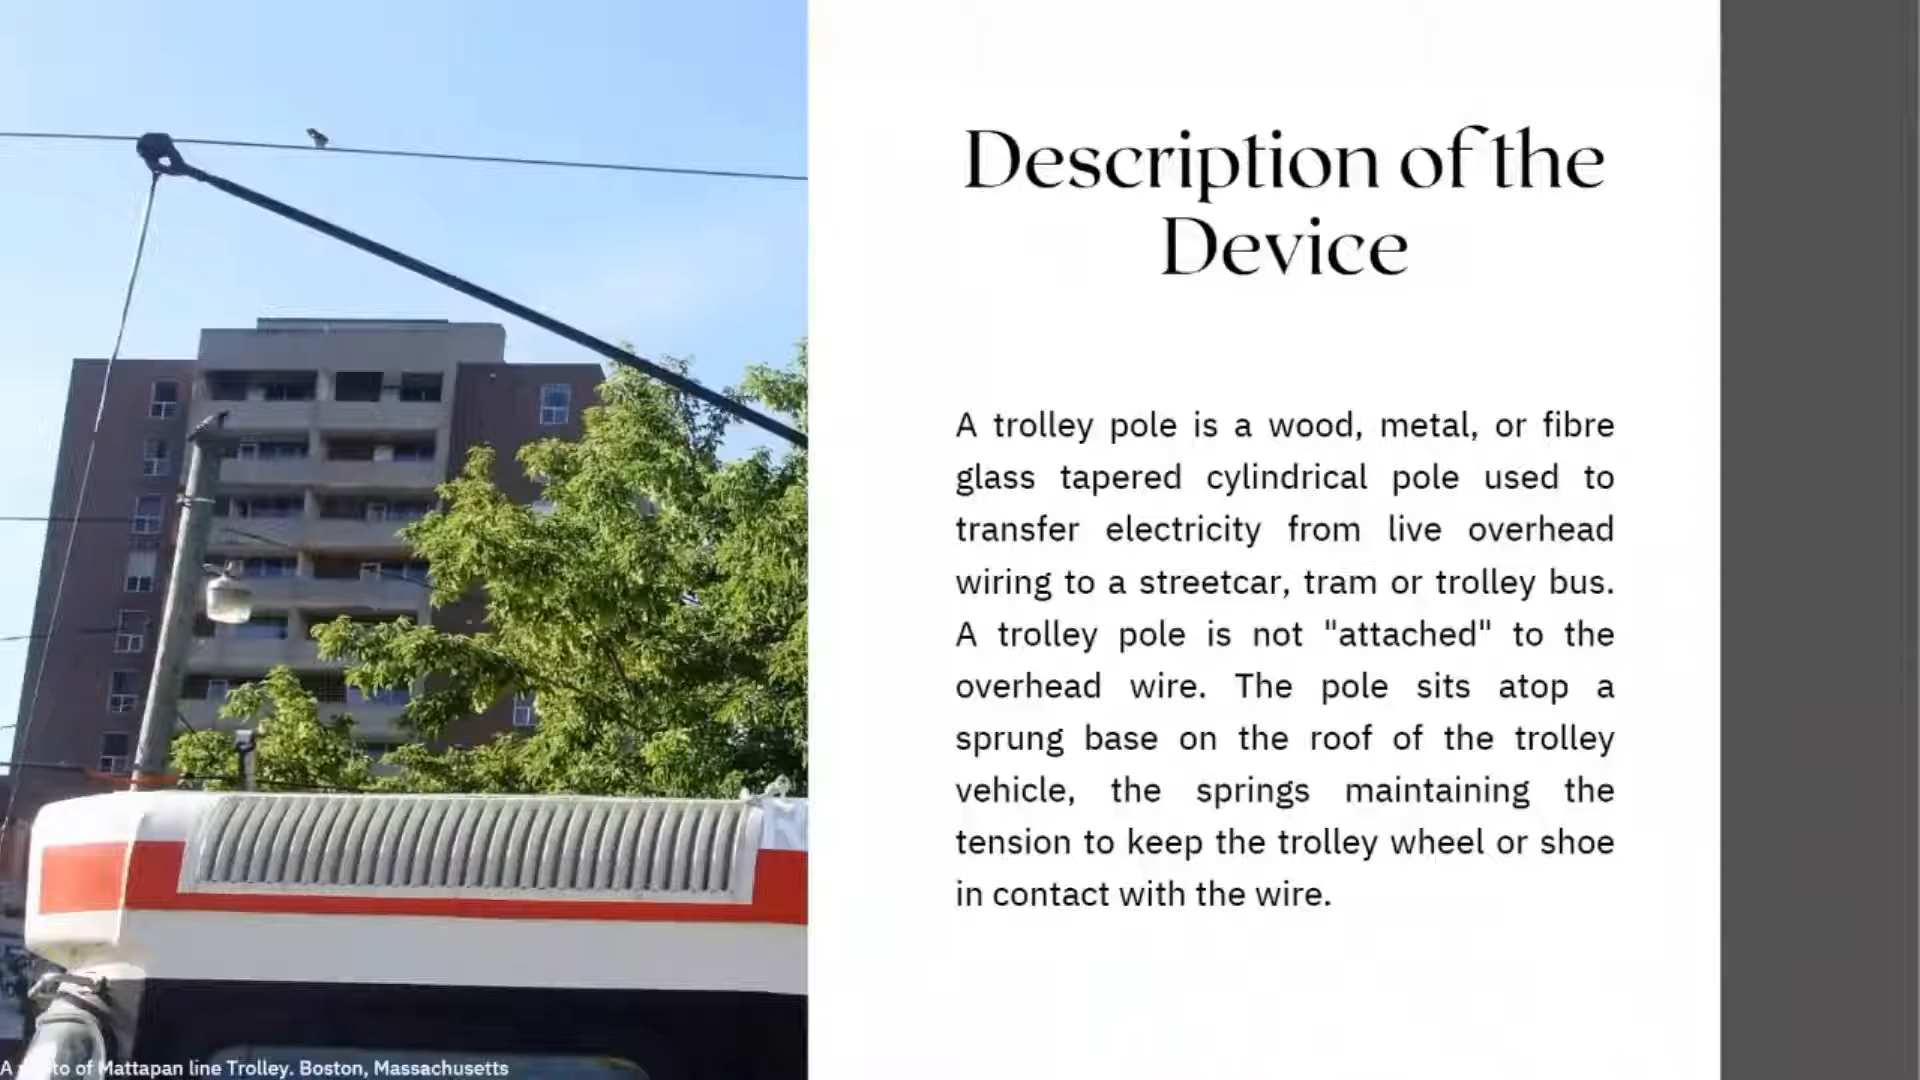 Description of the
Device
A trolley pole is a wood, metal, or fibre
glass tapered cylindrical pole used to
transfer electricity from live overhead
wiring to a streetcar, tram or trolley bus.
A trolley pole is not "attached" to the
overhead wire. The pole sits atop a
sprung base on the roof of the trolley
vehicle, the springs maintaining the
tension to keep the trolley wheel or shoe
in contact with the wire.
A photo of Mattapan line Trolley. Boston, Massachusetts